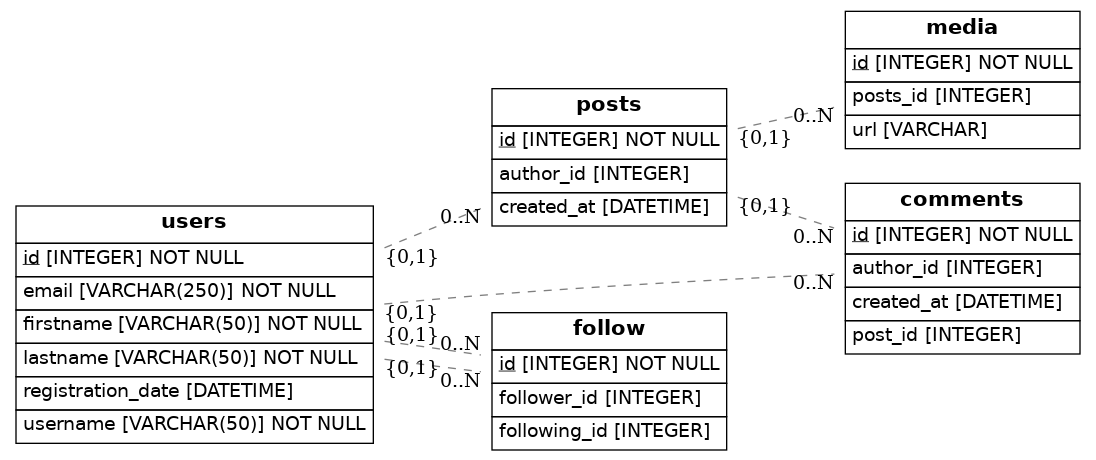 media
id [INTEGER] NOT NULL
posts_id [INTEGER]
url [VARCHAR]
posts
id [INTEGER] NOT NULL
author_id [INTEGER]
created_at [DATETIME]
comments
id [INTEGER] NOT NULL
author_id [INTEGER]
created_at [DATETIME]
post_id [INTEGER]
users
id [INTEGER] NOT NULL
email [VARCHAR(250)] NOT NULL
firstname [VARCHAR(50)] NOT NULL
lastname [VARCHAR(50)] NOT NULL
registration_date [DATETIME]
username [VARCHAR(50)] NOT NULL
follow
id [INTEGER] NOT NULL
follower_id [INTEGER]
following_id [INTEGER]
0..N
{0,1}
0..N
{0,1}
0..N
{0,1}
0..N
{0,1}
0..N
{0,1}
0..N
{0,1}